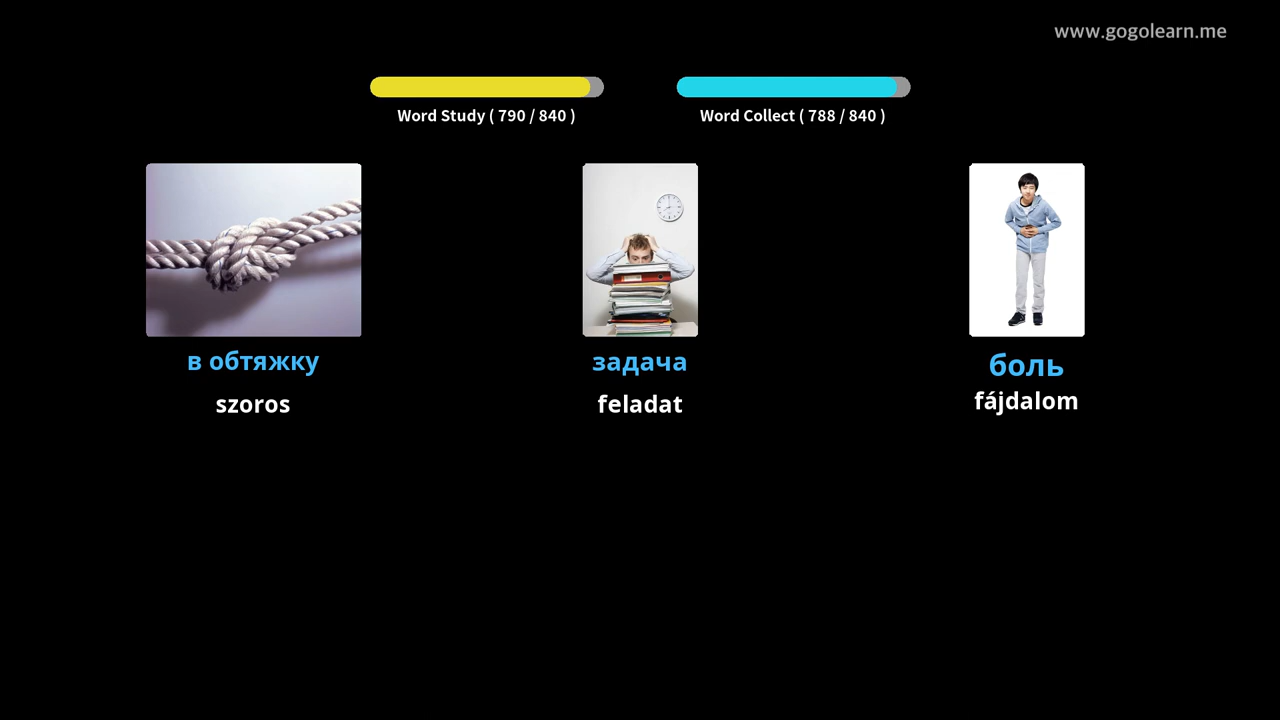 www.gogolearn.me
Word Study ( 790 / 840 )
Word Collect ( 788 / 840 )
в обтяжку
szoros
задача
feladat
боль
fájdalom